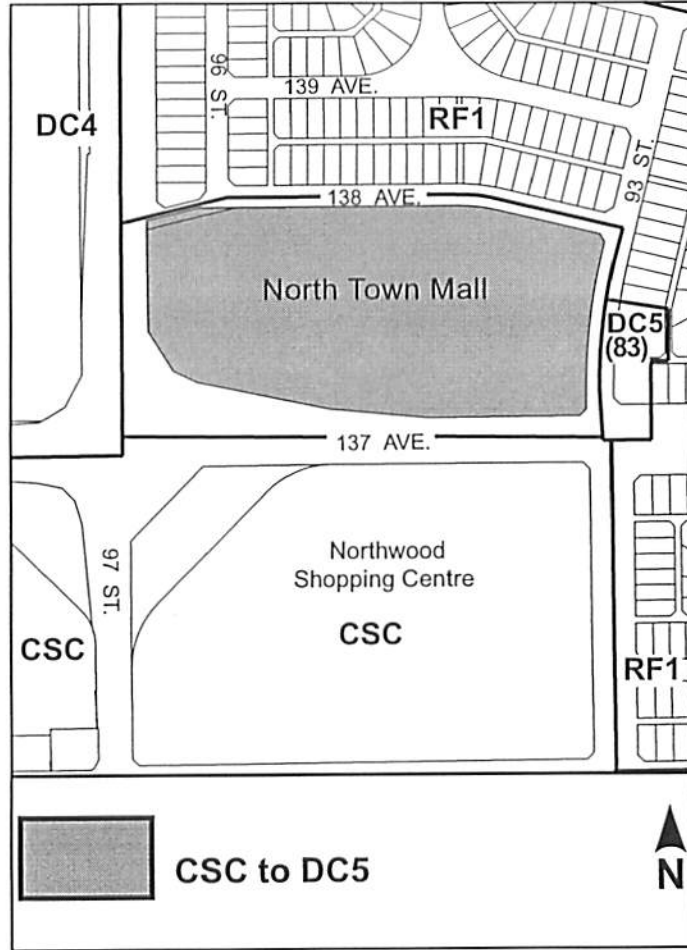 96 ST.
139 AVE.
DC4
RF1
93 ST.
138 AVE.
North Town Mall
DC5
(83)
137 AVE.
Northwood
Shopping Centre
97 ST.
CSC
CSC
RF1
CSC to DC5
N